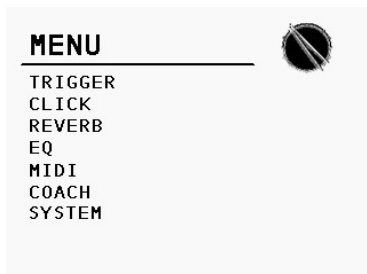 MENU
TRIGGER
CLICK
REVERB
EQ
MIDI
COACH
SYSTEM